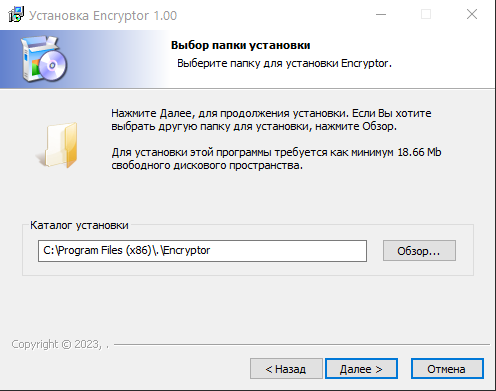 Установка Encryptor 1.00
Выбор папки установки
Выберите папку для установки Encryptor.
Нажмите Далее, для продолжения установки. Если Вы хотите
выбрать другую папку для установки, нажмите Обзор.
Для установки этой программы требуется как минимум 18.66 Mb
свободного дискового пространства.
Каталог установки
C:\Program Files (x86)\.\Encryptor
Обзор...
Copyright © 2023, .
< Назад
Далее >
Отмена